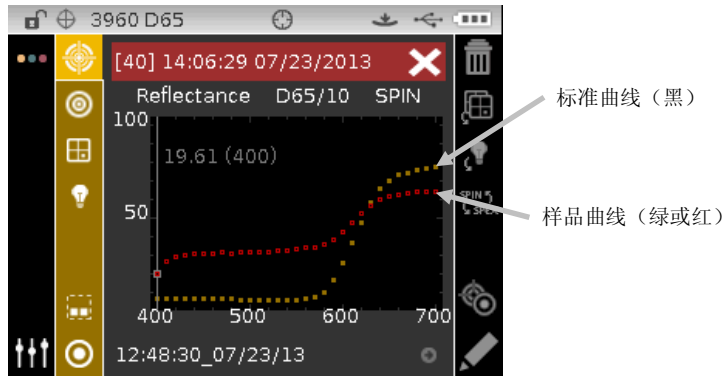 3960 D65
[40] 14:06:29 07/23/2013
Reflectance D65/10 SPIN
100
19.61 (400)
50
400 500 600 700
12:48:30_07/23/13
SPIN
SPEX
标准曲线（黑）
样品曲线（绿或红）